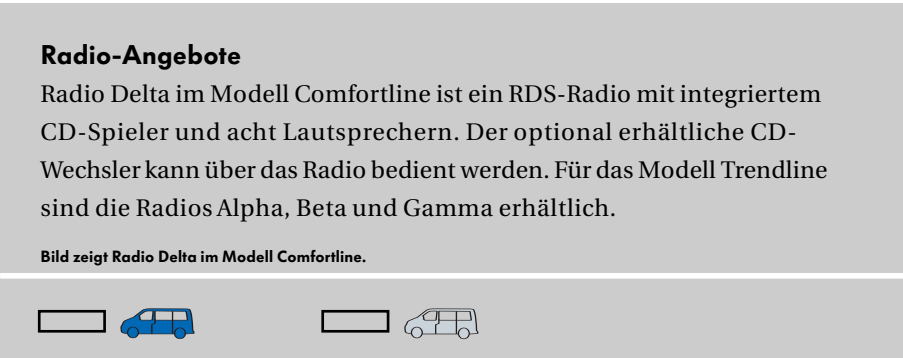 Radio-Angebote
Radio Delta im Modell Comfortline ist ein RDS-Radio mit integriertem
CD-Spieler und acht Lautsprechern. Der optional erhältliche CD-
Wechsler kann über das Radio bedient werden. Für das Modell Trendline
sind die Radios Alpha, Beta und Gamma erhältlich.
Bild zeigt Radio Delta im Modell Comfortline.